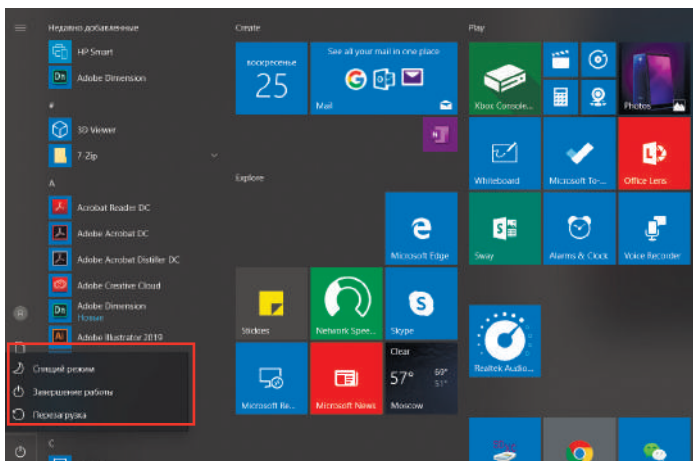 Недавно добавленные
HP Smart
Adobe Dimension
#
3D Viewer
7-Zip
A
Acrobat Reader DC
Adobe Acrobat DC
Adobe Acrobat Distiller DC
Adobe Creative Cloud
Adobe Dimension
Новые
Adobe Illustrator 2019
Спящий режим
Завершение работы
Перезагрузка
C
Create
воскресенье
25
See all your mail in one place
Mail
Explore
Microsoft Edge
Stickies
Network Spee...
Skype
Microsoft Re...
Microsoft News
Clear
57°
60°
51°
Moscow
Play
Xbox Console...
Photos
Whiteboard
Microsoft To-...
Office Lens
Sway
Alarms & Clock
Voice Recorder
Realtek Audio...